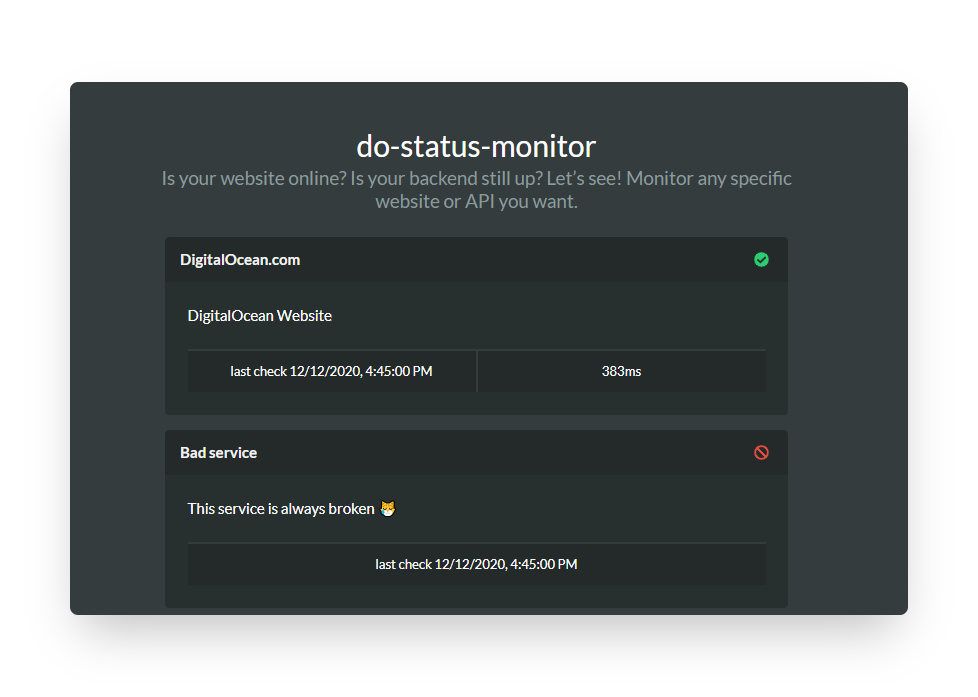 do-status-monitor
Is your website online? Is your backend still up? Let's see! Monitor any specific
website or API you want.
DigitalOcean.com
DigitalOcean Website
last check 12/12/2020, 4:45:00 PM
383ms
Bad service
This service is always broken 😿
last check 12/12/2020, 4:45:00 PM